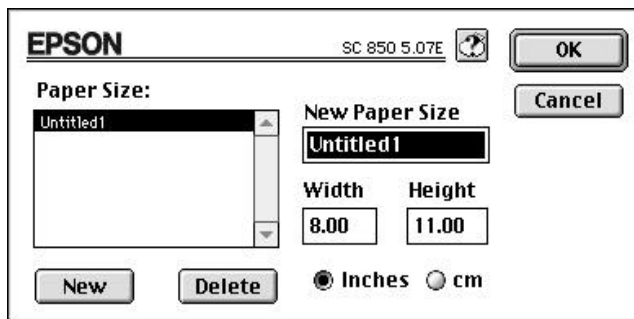 EPSON
SC 850 5.07E
OK
Cancel
Paper Size:
Untitled1
New Paper Size
Untitled1
Width Height
8.00 11.00
Inches cm
New Delete